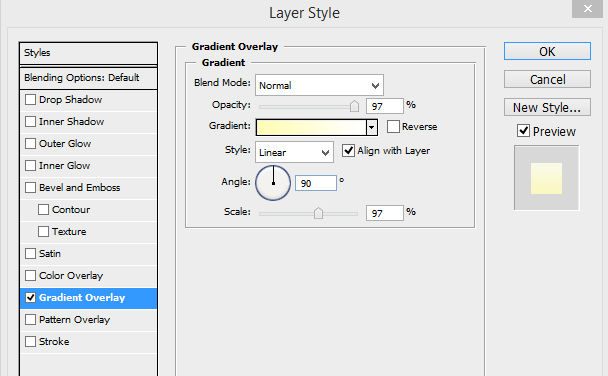 Layer Style
Styles
Blending Options: Default
Drop Shadow
Inner Shadow
Outer Glow
Inner Glow
Bevel and Emboss
Contour
Texture
Satin
Color Overlay
Gradient Overlay
Pattern Overlay
Stroke
Gradient Overlay
Gradient
Blend Mode: Normal
Opacity: 97 %
Gradient: Reverse
Style: Linear Align with Layer
Angle: 90 °
Scale: 97 %
OK
Cancel
New Style...
Preview